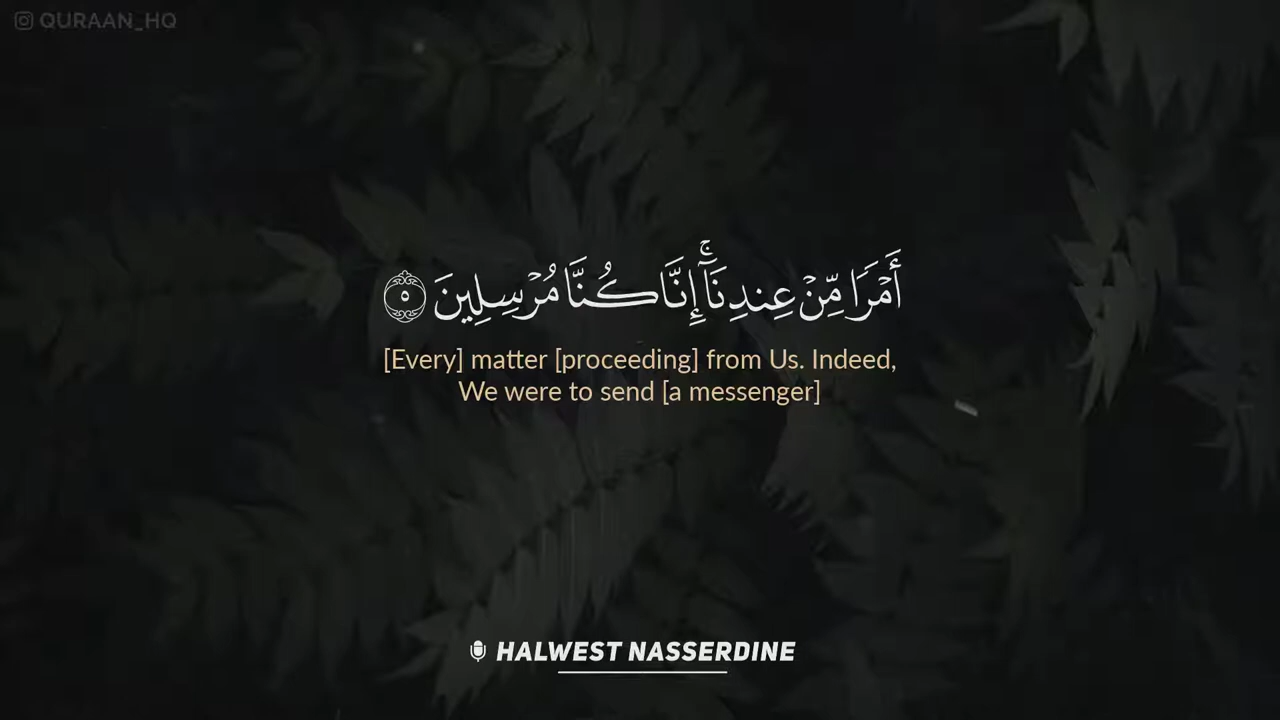 QURAAN_HQ
أَمْرًا مِّنْ عِندِنَآ ۚ إِنَّا كُنَّا مُرْسِلِينَ ٥
[Every] matter [proceeding] from Us. Indeed,
We were to send [a messenger]
HALWEST NASSERDINE